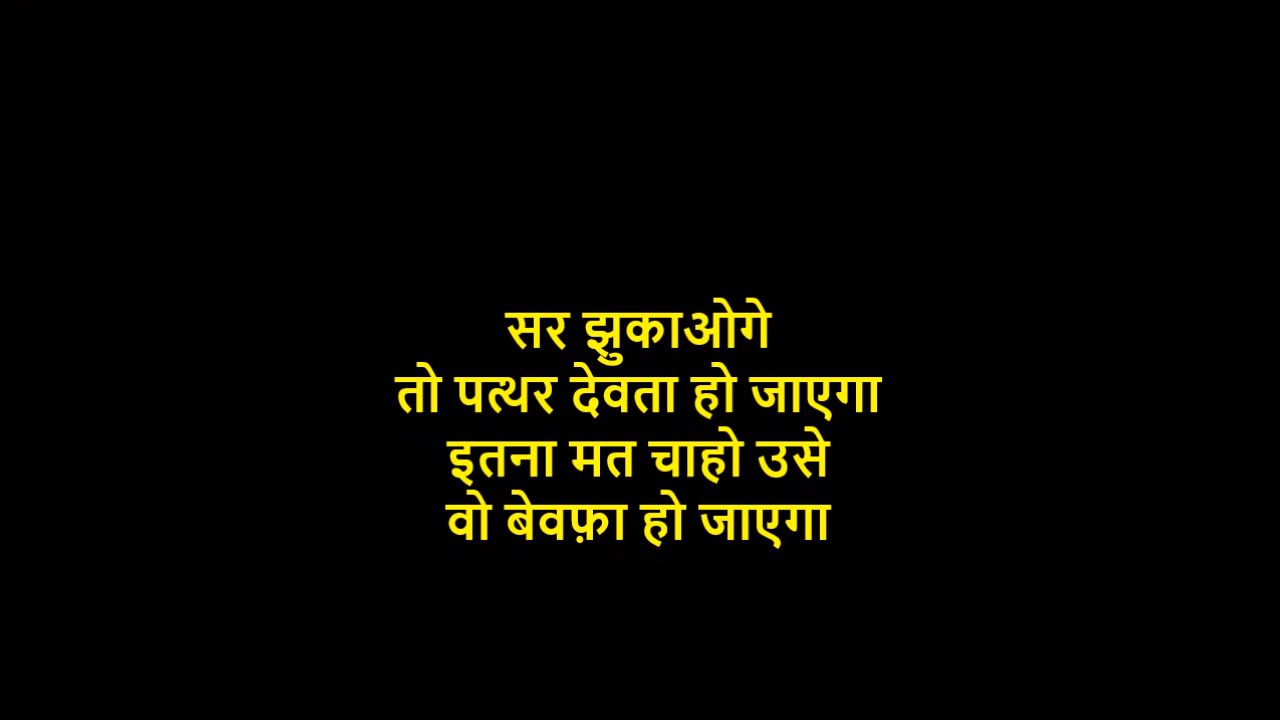 सर झुकाओगे
तो पत्थर देवता हो जाएगा
इतना मत चाहो उसे
वो बेवफ़ा हो जाएगा